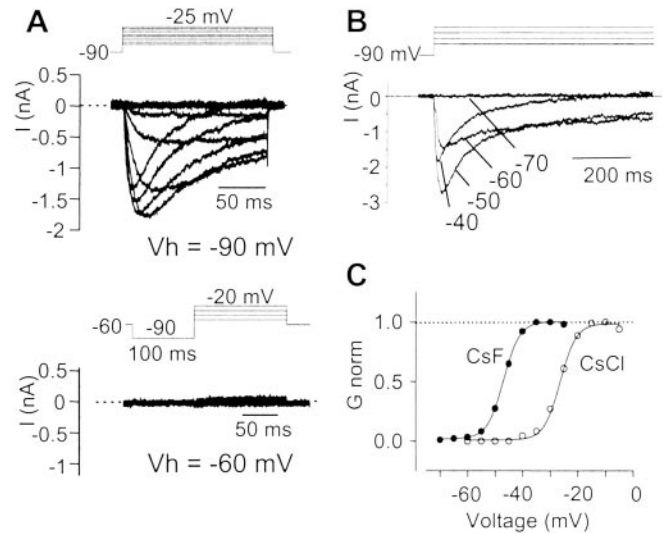 A
-25 mV
-90
I (nA)
0.5
0
-0.5
-1
-1.5
-2
50 ms
Vh = -90 mV
-60
-90
100 ms
-20 mV
I (nA)
0.5
0
-0.5
-1
50 ms
Vh = -60 mV
B
-90 mV
I (nA)
0
-1
-2
-3
-70
-60
-50
-40
200 ms
C
G norm
1.0
0.5
0.0
CsF
CsCl
-60 -40 -20 0
Voltage (mV)